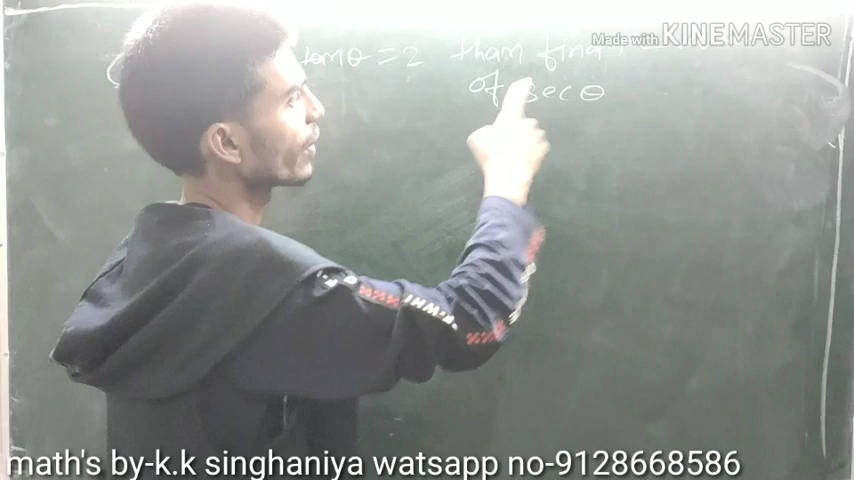 Made with KINEMASTER
tanθ = 2 than find
of secθ
math's by-k.k singhaniya watsapp no-9128668586